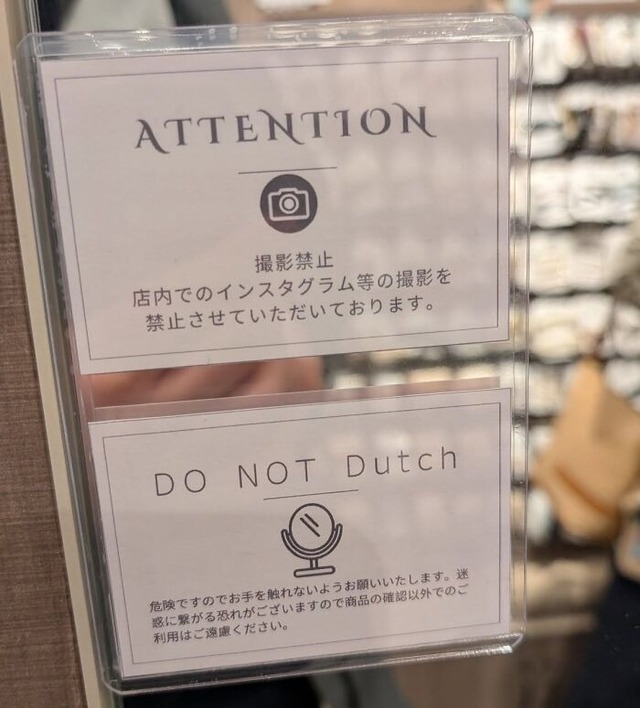 ATTENTION
撮影禁止
店内でのインスタグラム等の撮影を
禁止させていただいております。
DO NOT Dutch
危険ですのでお手を触れないようお願いいたします。迷
惑に繋がる恐れがございますので商品の確認以外でのご
利用はご遠慮ください。